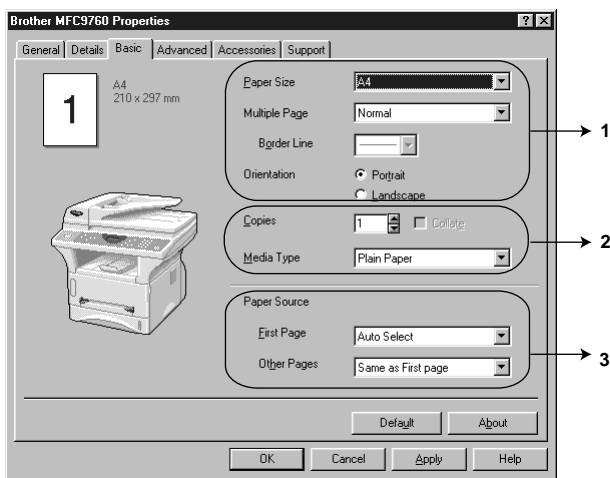 Brother MFC9760 Properties
General Details Basic Advanced Accessories Support
1
A4
210 x 297 mm
Paper Size A4
Multiple Page Normal
Border Line
Orientation Portrait
Landscape
1
Copies 1 Collate
Media Type Plain Paper
2
Paper Source
First Page Auto Select
Other Pages Same as First page
3
Default About
OK Cancel Apply Help